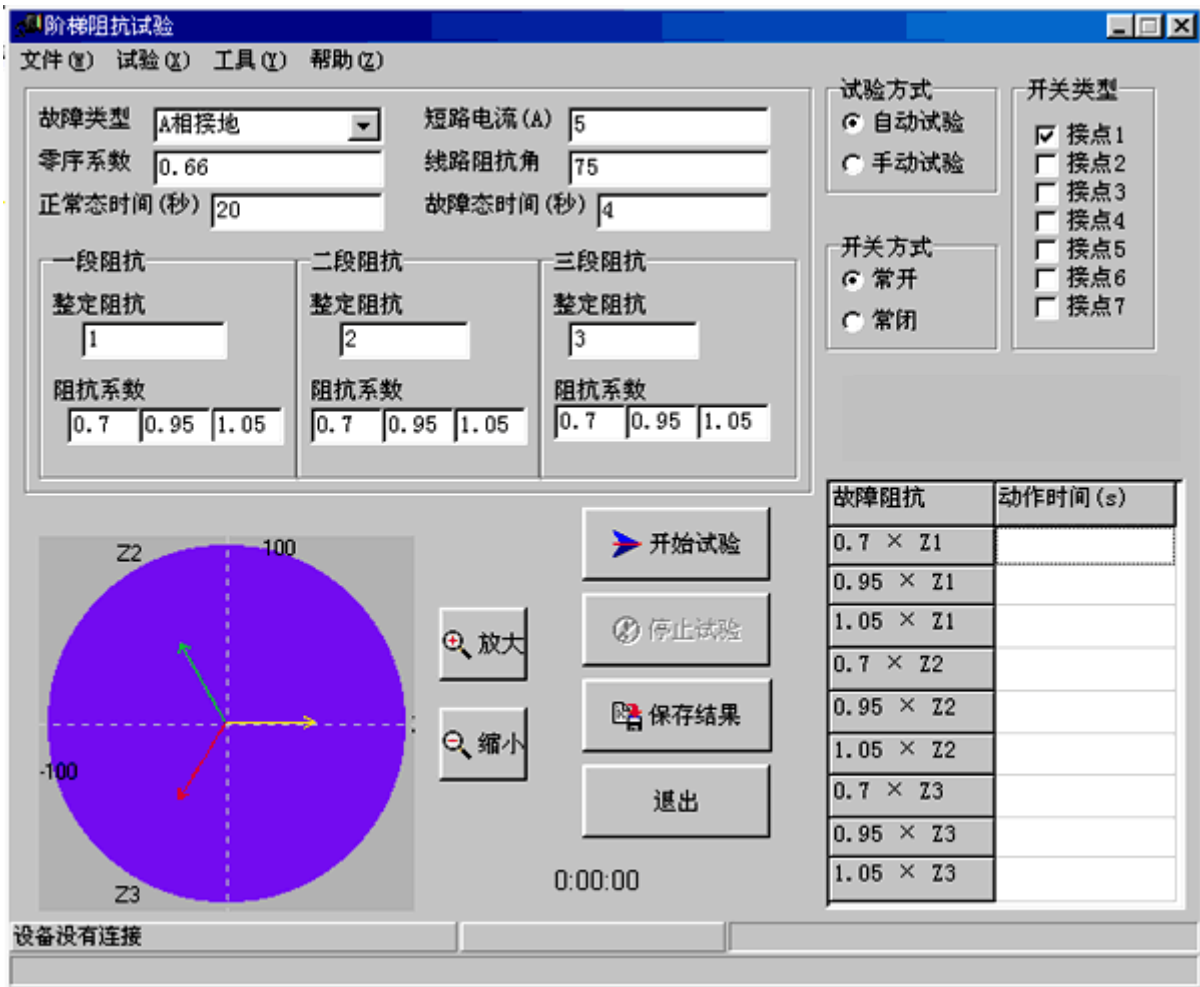 阶梯阻抗试验
文件(W) 试验(X) 工具(Y) 帮助(Z)
故障类型 A相接地 短路电流(A) 5
零序系数 0.66 线路阻抗角 75
正常态时间(秒) 20 故障态时间(秒) 4
一段阻抗 二段阻抗 三段阻抗
整定阻抗 整定阻抗 整定阻抗
1 2 3
阻抗系数 阻抗系数 阻抗系数
0.7 0.95 1.05 0.7 0.95 1.05 0.7 0.95 1.05
试验方式
自动试验
手动试验
开关方式
常开
常闭
开关类型
接点1
接点2
接点3
接点4
接点5
接点6
接点7
Z2 100
-100
Z3
放大
缩小
开始试验
停止试验
保存结果
退出
0:00:00
故障阻抗 动作时间(s)
0.7 × Z1
0.95 × Z1
1.05 × Z1
0.7 × Z2
0.95 × Z2
1.05 × Z2
0.7 × Z3
0.95 × Z3
1.05 × Z3
设备没有连接